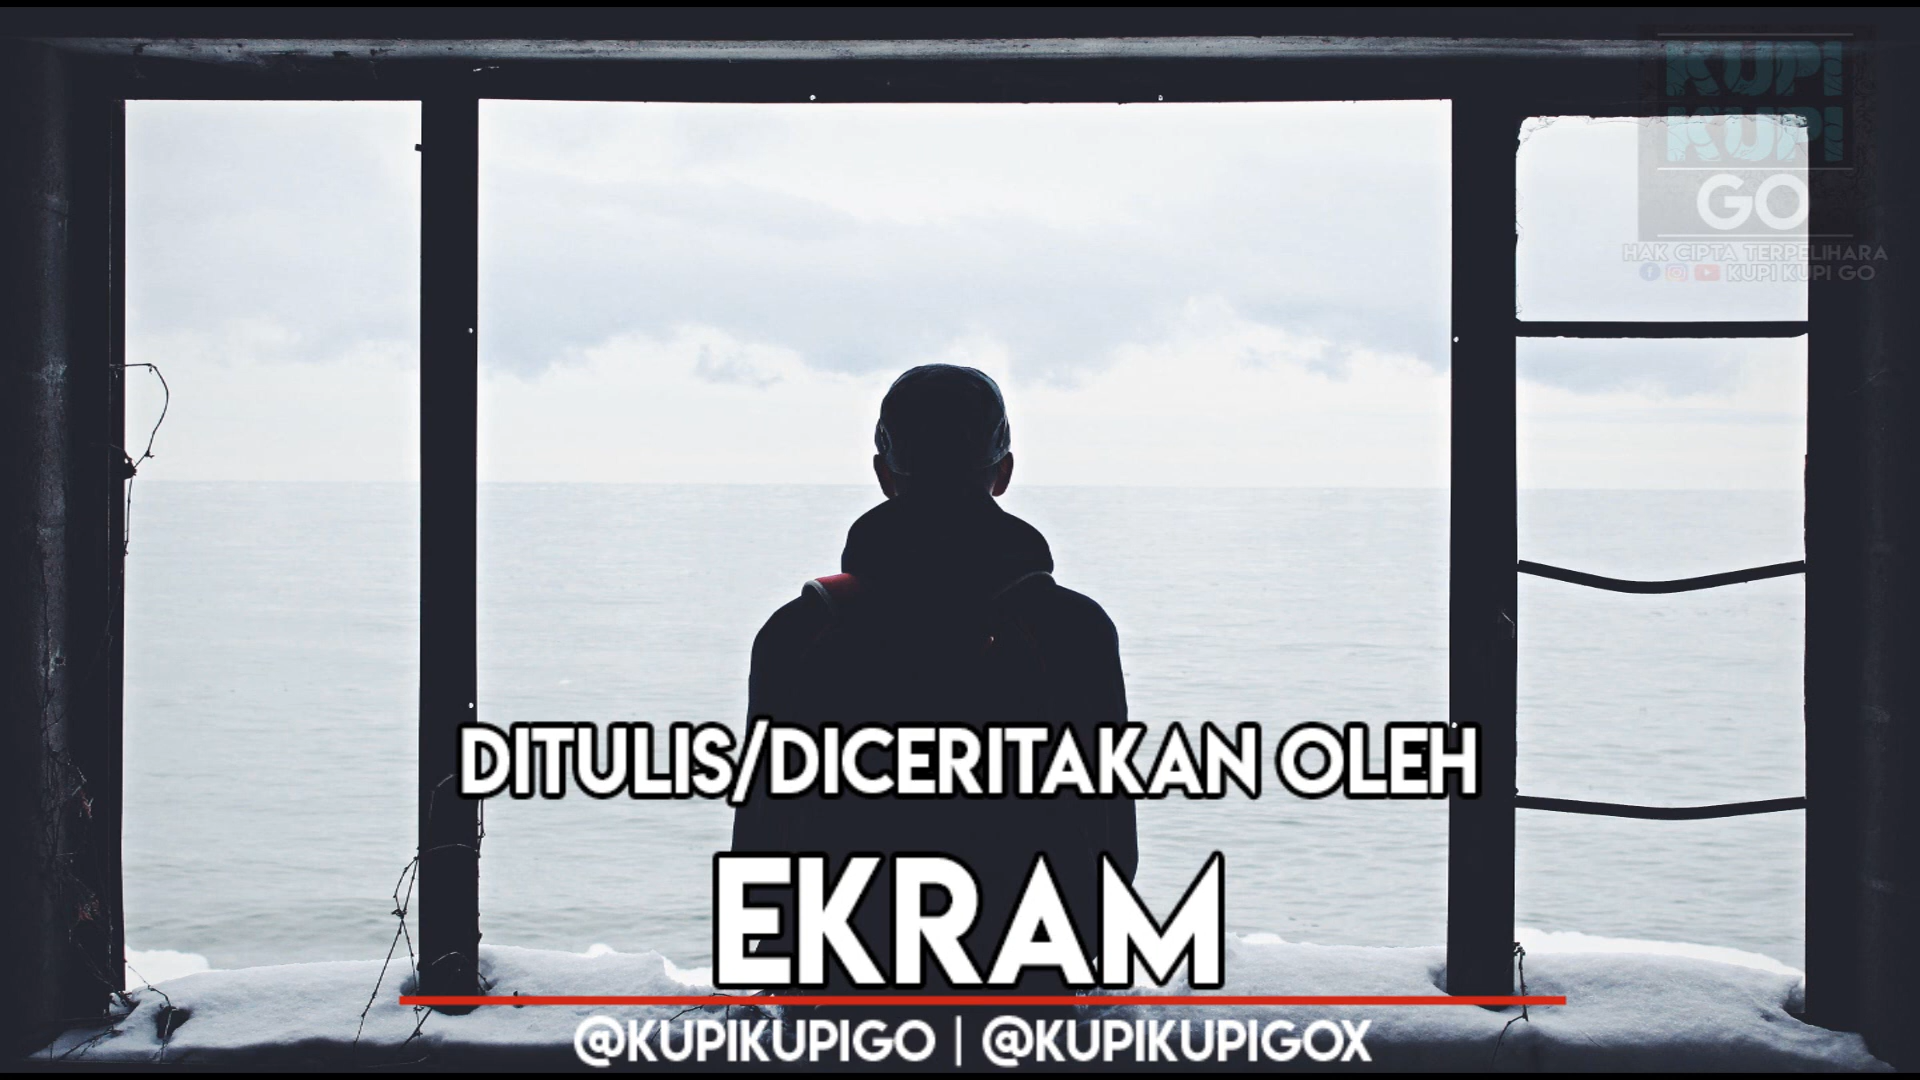 KUPI
KUPI
GO
HAK CIPTA TERPELIHARA
KUPI KUPI GO
DITULIS/DICERITAKAN OLEH
EKRAM
@KUPIKUPIGO | @KUPIKUPIGOX